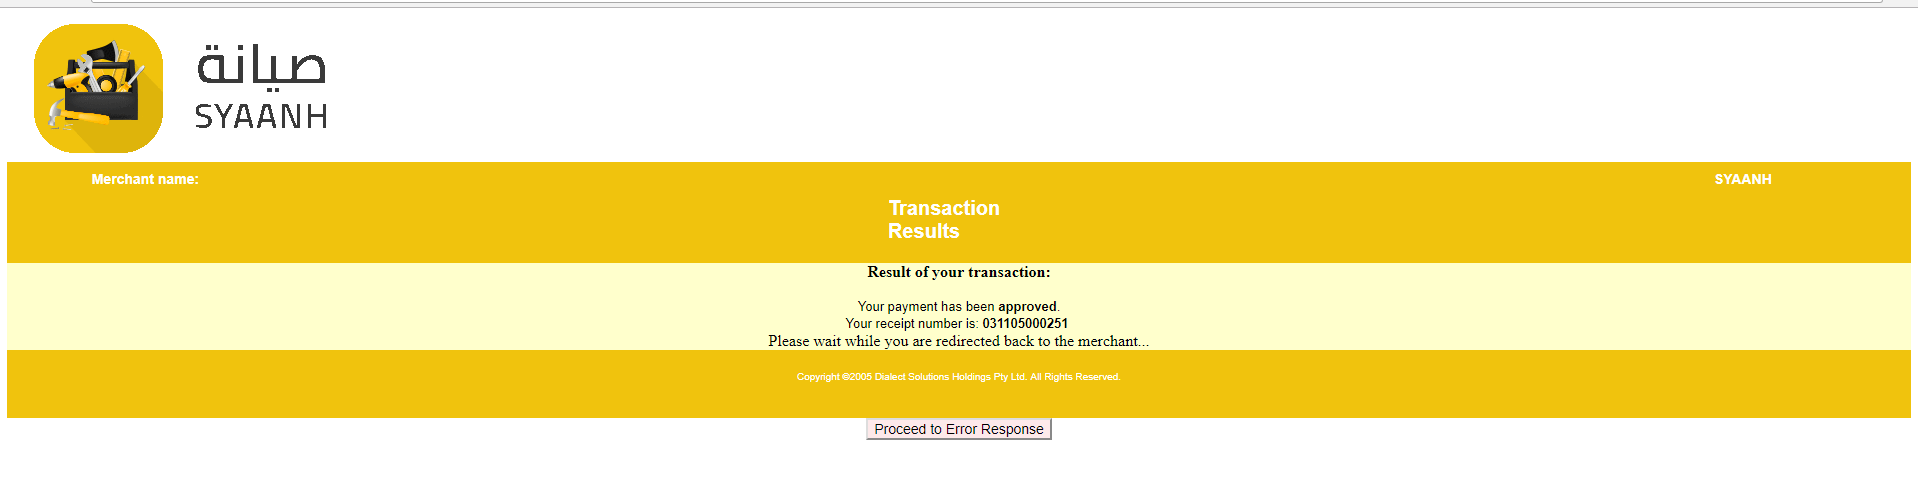 صيانة
SYAANH
Merchant name: SYAANH
Transaction
Results
Result of your transaction:
Your payment has been approved.
Your receipt number is: 031105000251
Please wait while you are redirected back to the merchant...
Copyright ©2005 Dialect Solutions Holdings Pty Ltd. All Rights Reserved.
Proceed to Error Response